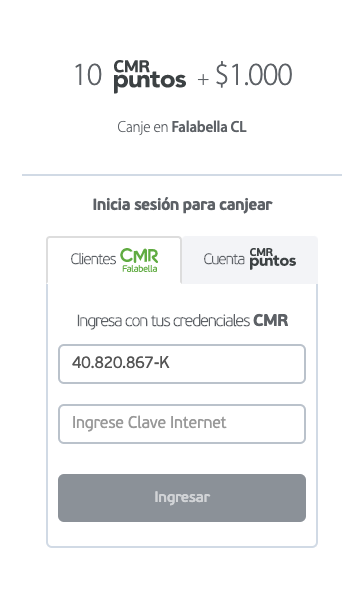 10 CMR puntos + $1.000
Canje en Falabella CL
Inicia sesión para canjear
Clientes CMR Falabella
Cuenta CMR puntos
Ingresa con tus credenciales CMR
40.820.867-K
Ingrese Clave Internet
Ingresar